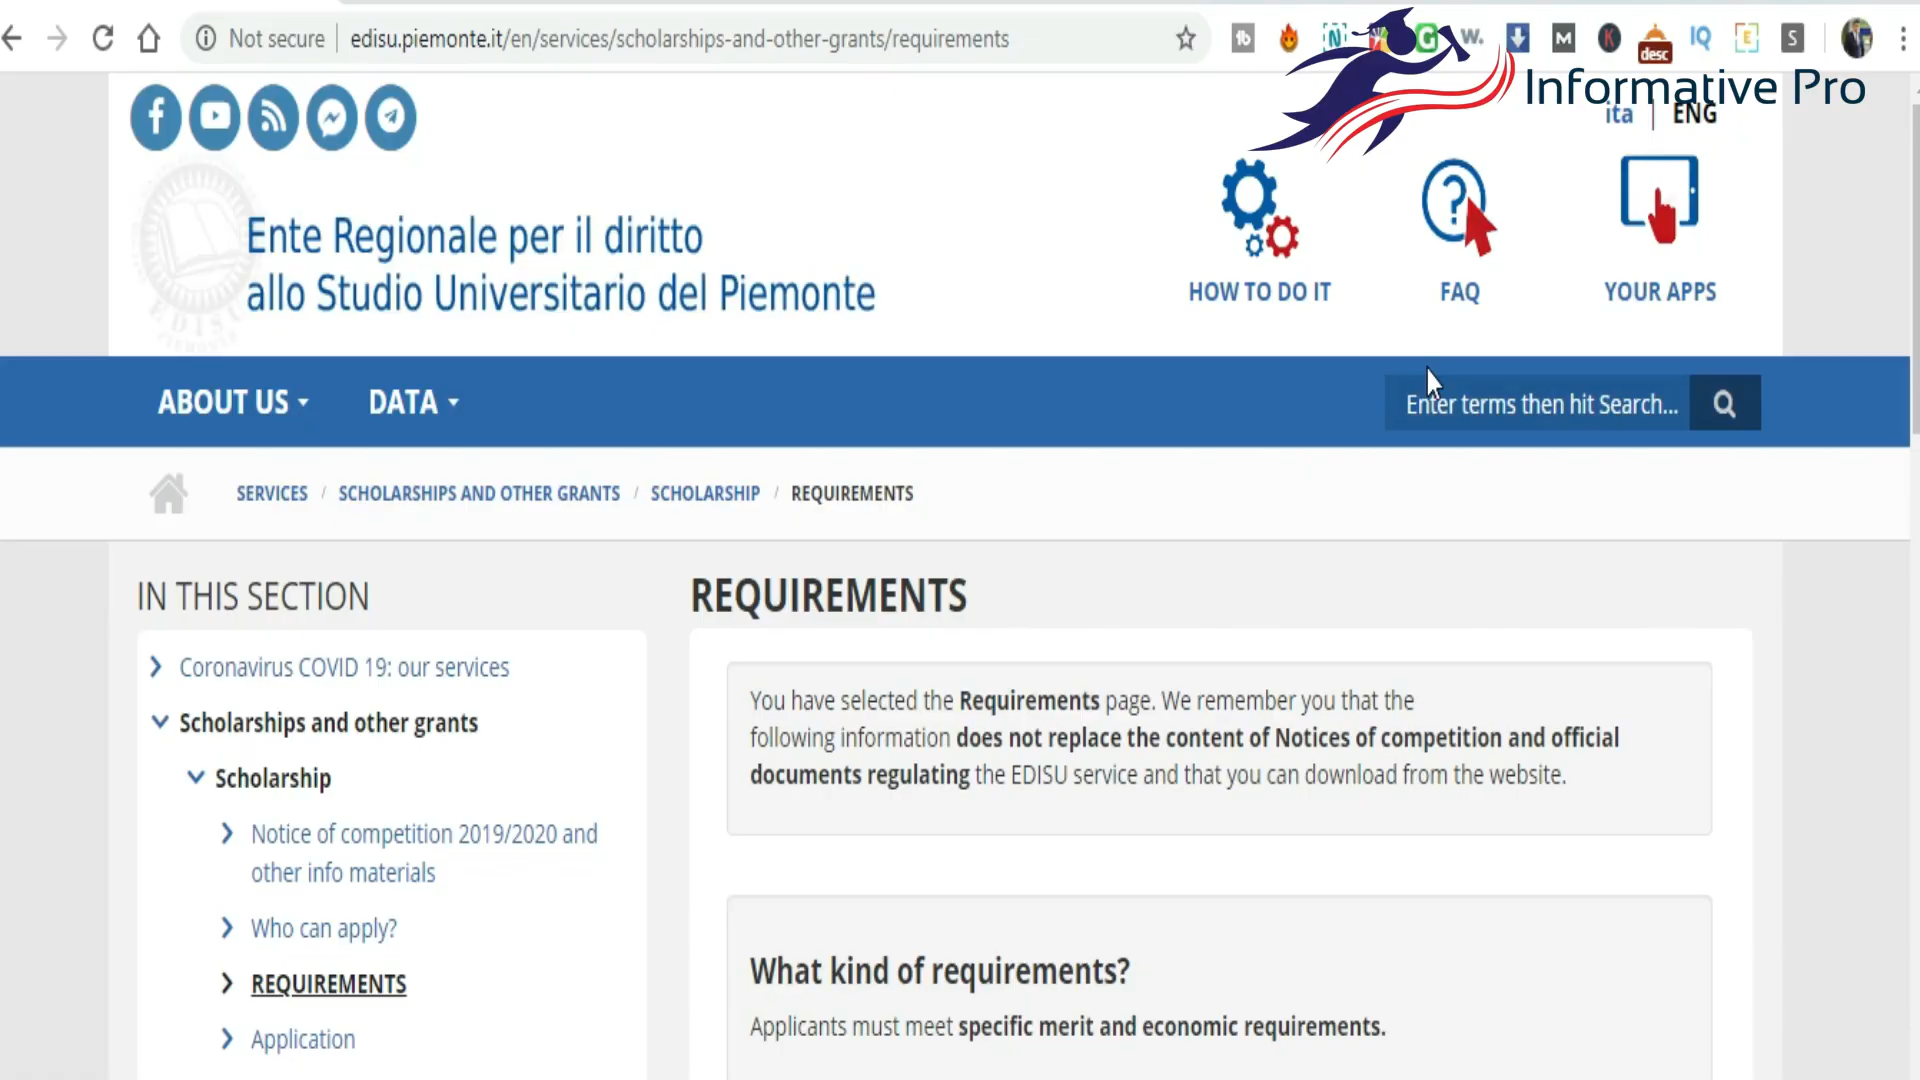 Not secure
edisu.piemonte.it/en/services/scholarships-and-other-grants/requirements
desc
Informative Pro
ita | ENG
Ente Regionale per il diritto
allo Studio Universitario del Piemonte
HOW TO DO IT
FAQ
YOUR APPS
ABOUT US
DATA
Enter terms then hit Search...
SERVICES / SCHOLARSHIPS AND OTHER GRANTS / SCHOLARSHIP / REQUIREMENTS
IN THIS SECTION
Coronavirus COVID 19: our services
Scholarships and other grants
Scholarship
Notice of competition 2019/2020 and
other info materials
Who can apply?
REQUIREMENTS
Application
REQUIREMENTS
You have selected the Requirements page. We remember you that the
following information does not replace the content of Notices of competition and official
documents regulating the EDISU service and that you can download from the website.
What kind of requirements?
Applicants must meet specific merit and economic requirements.